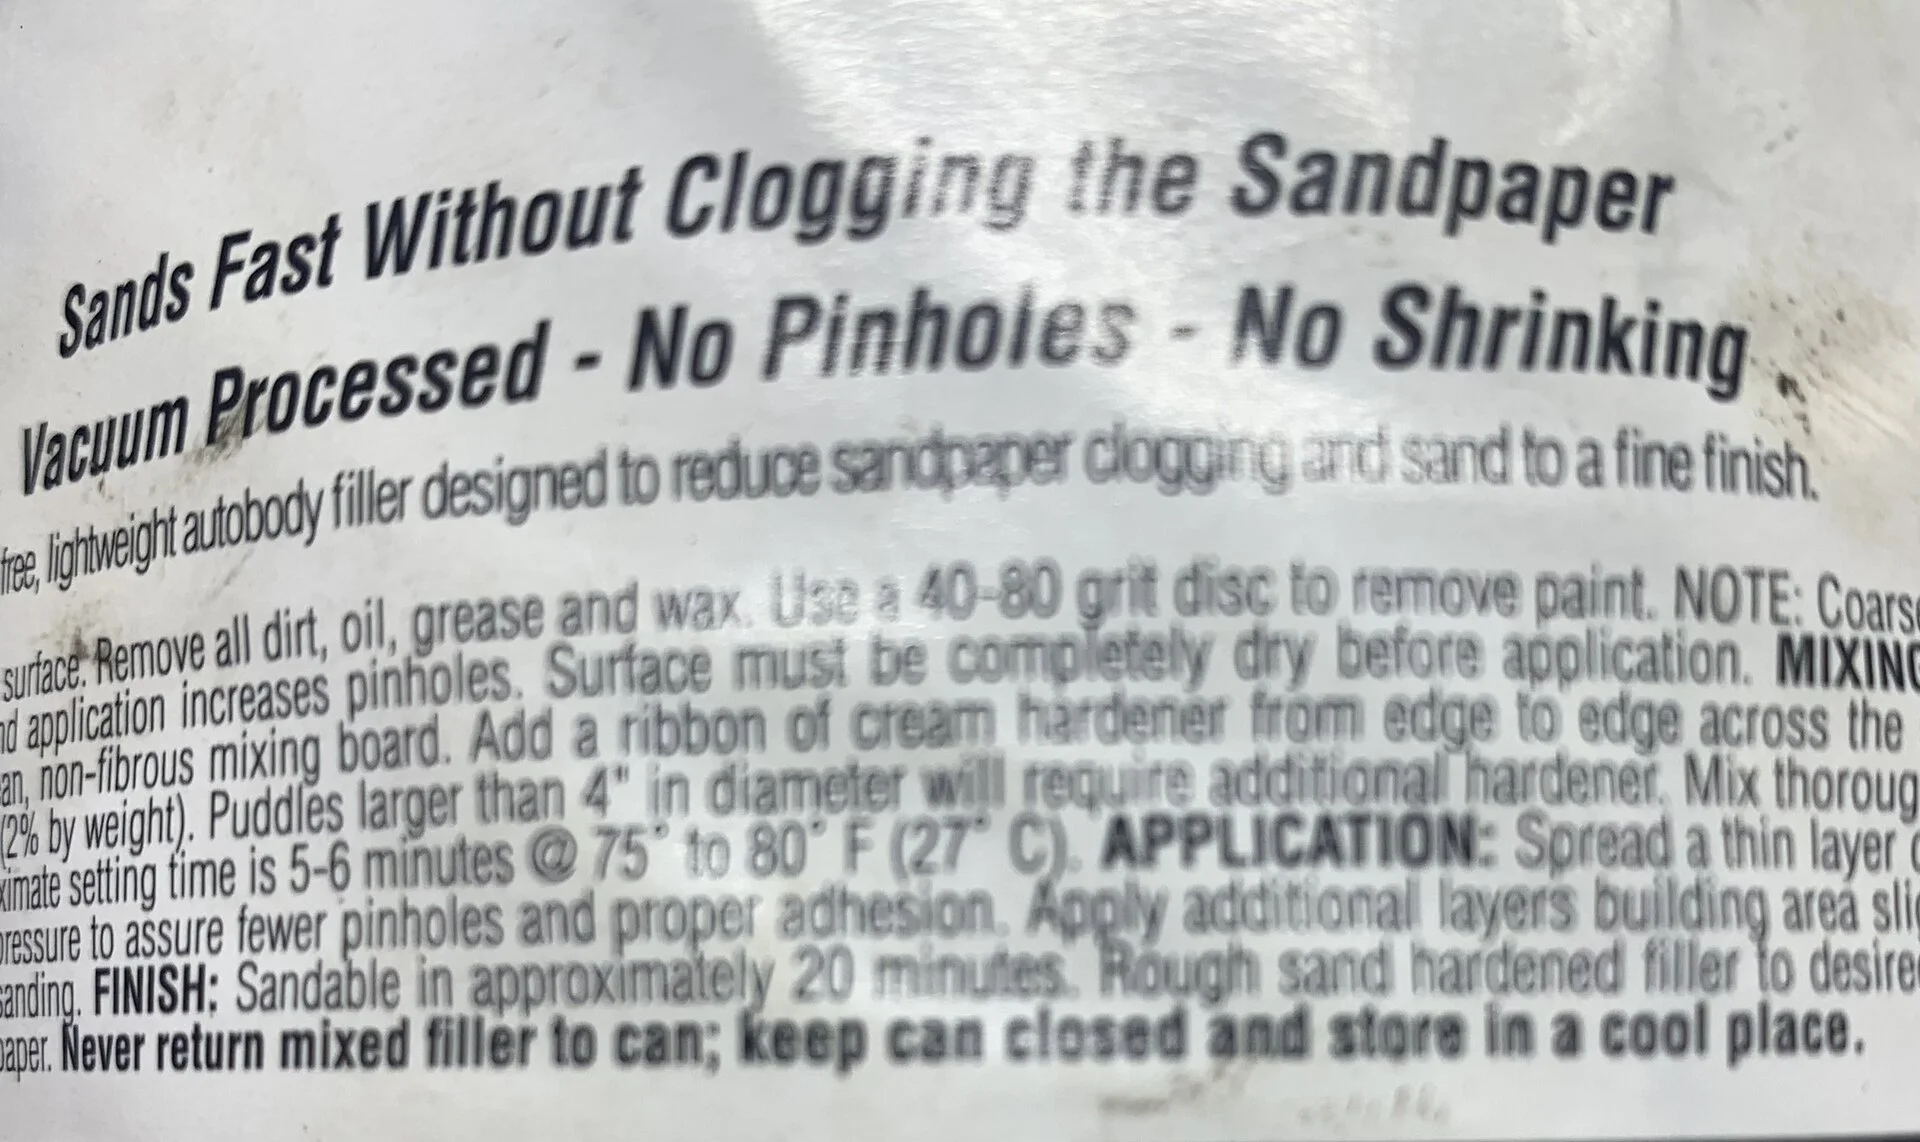 Sands Fast Without Clogging the Sandpaper
Vacuum Processed - No Pinholes - No Shrinking
free, lightweight autobody filler designed to reduce sandpaper clogging and sand to a fine finish.
surface. Remove all dirt, oil, grease and wax. Use a 40-80 grit disc to remove paint. NOTE: Coarse
nd application increases pinholes. Surface must be completely dry before application. MIXING
an, non-fibrous mixing board. Add a ribbon of cream hardener from edge to edge across the
(2% by weight). Puddles larger than 4" in diameter will require additional hardener. Mix thoroug
ximate setting time is 5-6 minutes @ 75° to 80° F (27° C). APPLICATION: Spread a thin layer o
pressure to assure fewer pinholes and proper adhesion. Apply additional layers building area slig
sanding. FINISH: Sandable in approximately 20 minutes. Rough sand hardened filler to desire
paper. Never return mixed filler to can; keep can closed and store in a cool place.